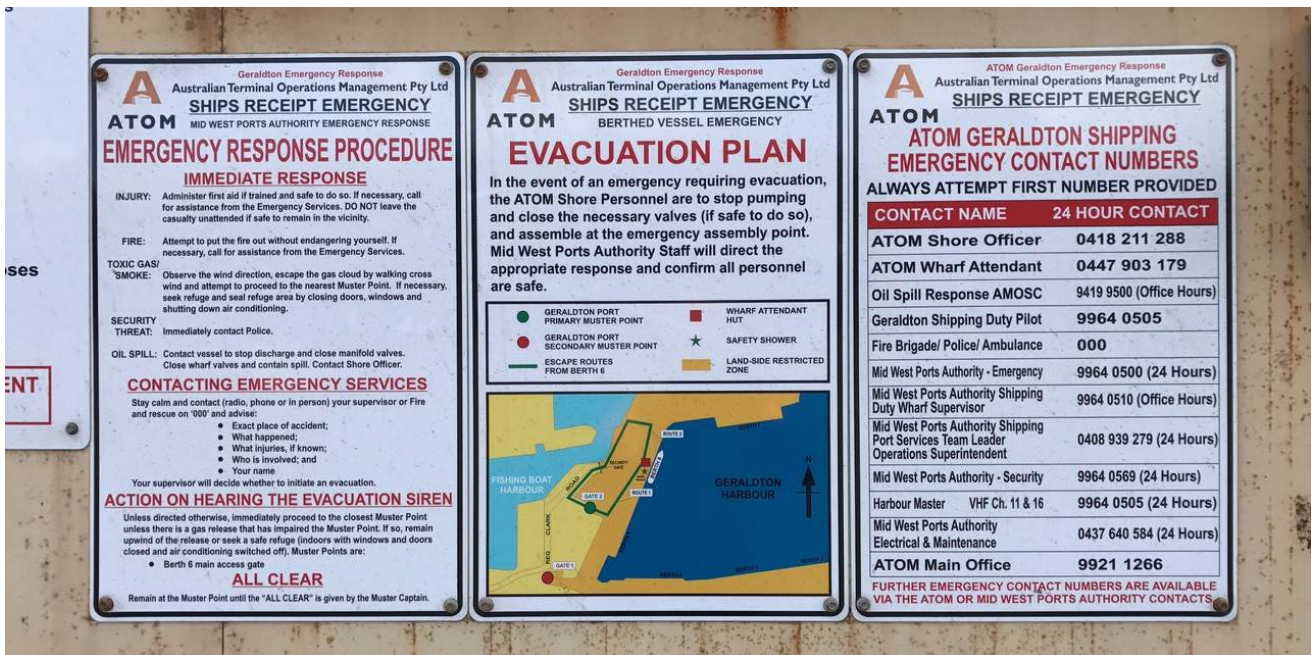 oses
ENT
Geraldton Emergency Response
Australian Terminal Operations Management Pty Ltd
SHIPS RECEIPT EMERGENCY
ATOM
MID WEST PORTS AUTHORITY EMERGENCY RESPONSE
EMERGENCY RESPONSE PROCEDURE
IMMEDIATE RESPONSE
INJURY: Administer first aid if trained and safe to do so. If necessary, call
for assistance from the Emergency Services. DO NOT leave the
casualty unattended if safe to remain in the vicinity.
FIRE: Attempt to put the fire out without endangering yourself. If
necessary, call for assistance from the Emergency Services.
TOXIC GAS/
SMOKE: Observe the wind direction, escape the gas cloud by walking cross
wind and attempt to proceed to the nearest Muster Point. If necessary,
seek refuge and seal refuge area by closing doors, windows and
shutting down air conditioning.
SECURITY
THREAT: Immediately contact Police.
OIL SPILL: Contact vessel to stop discharge and close manifold valves.
Close wharf valves and contain spill. Contact Shore Officer.
CONTACTING EMERGENCY SERVICES
Stay calm and contact (radio, phone or in person) your supervisor or Fire
and rescue on '000' and advise:
• Exact place of accident;
• What happened;
• What injuries, if known;
• Who is involved; and
• Your name
Your supervisor will decide whether to initiate an evacuation.
ACTION ON HEARING THE EVACUATION SIREN
Unless directed otherwise, immediately proceed to the closest Muster Point
unless there is a gas release that has impaired the Muster Point. If so, remain
upwind of the release or seek a safe refuge (indoors with windows and doors
closed and air conditioning switched off). Muster Points are:
• Berth 6 main access gate
ALL CLEAR
Remain at the Muster Point until the "ALL CLEAR" is given by the Muster Captain.
Geraldton Emergency Response
Australian Terminal Operations Management Pty Ltd
SHIPS RECEIPT EMERGENCY
ATOM
BERTHED VESSEL EMERGENCY
EVACUATION PLAN
In the event of an emergency requiring evacuation,
the ATOM Shore Personnel are to stop pumping
and close the necessary valves (if safe to do so),
and assemble at the emergency assembly point.
Mid West Ports Authority Staff will direct the
appropriate response and confirm all personnel
are safe.
GERALDTON PORT
PRIMARY MUSTER POINT
WHARF ATTENDANT
HUT
GERALDTON PORT
SECONDARY MUSTER POINT
SAFETY SHOWER
ESCAPE ROUTES
FROM BERTH 6
LAND-SIDE RESTRICTED
ZONE
ROUTE 2
SECURITY
GATE
BERTH 6
FISHING BOAT
HARBOUR
ROAD
GATE 2
ROUTE 1
GERALDTON
HARBOUR
N
REG CLARK
GATE 1
ATOM Geraldton Emergency Response
Australian Terminal Operations Management Pty Ltd
SHIPS RECEIPT EMERGENCY
ATOM
ATOM GERALDTON SHIPPING
EMERGENCY CONTACT NUMBERS
ALWAYS ATTEMPT FIRST NUMBER PROVIDED
CONTACT NAME 24 HOUR CONTACT
ATOM Shore Officer 0418 211 288
ATOM Wharf Attendant 0447 903 179
Oil Spill Response AMOSC 9419 9500 (Office Hours)
Geraldton Shipping Duty Pilot 9964 0505
Fire Brigade/ Police/ Ambulance 000
Mid West Ports Authority - Emergency 9964 0500 (24 Hours)
Mid West Ports Authority Shipping
Duty Wharf Supervisor 9964 0510 (Office Hours)
Mid West Ports Authority Shipping
Port Services Team Leader
Operations Superintendent 0408 939 279 (24 Hours)
Mid West Ports Authority - Security 9964 0569 (24 Hours)
Harbour Master VHF Ch. 11 & 16 9964 0505 (24 Hours)
Mid West Ports Authority
Electrical & Maintenance 0437 640 584 (24 Hours)
ATOM Main Office 9921 1266
FURTHER EMERGENCY CONTACT NUMBERS ARE AVAILABLE
VIA THE ATOM OR MID WEST PORTS AUTHORITY CONTACTS